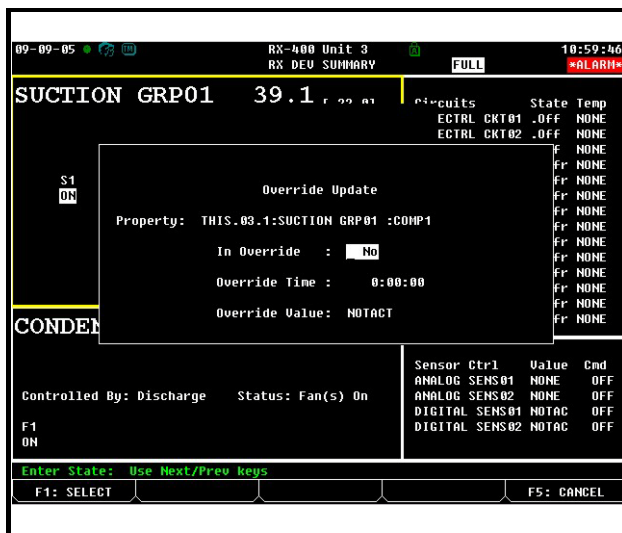 09-09-05 RX-400 Unit 3 10:59:46
RX DEV SUMMARY FULL *ALARM*
SUCTION GRP01 39.1
Circuits State Temp
ECTRL CKT01 .Off NONE
ECTRL CKT02 .Off NONE
f NONE
fr NONE
fr NONE
fr NONE
fr NONE
fr NONE
fr NONE
fr NONE
fr NONE
fr NONE
fr NONE
fr NONE
S1
ON
Override Update
Property: THIS.03.1:SUCTION GRP01 :COMP1
In Override : No
Override Time : 0:00:00
Override Value: NOTACT
CONDEN
Controlled By: Discharge Status: Fan(s) On
F1
ON
Sensor Ctrl Value Cmd
ANALOG SENS01 NONE OFF
ANALOG SENS02 NONE OFF
DIGITAL SENS01 NOTAC OFF
DIGITAL SENS02 NOTAC OFF
Enter State: Use Next/Prev keys
F1: SELECT F5: CANCEL